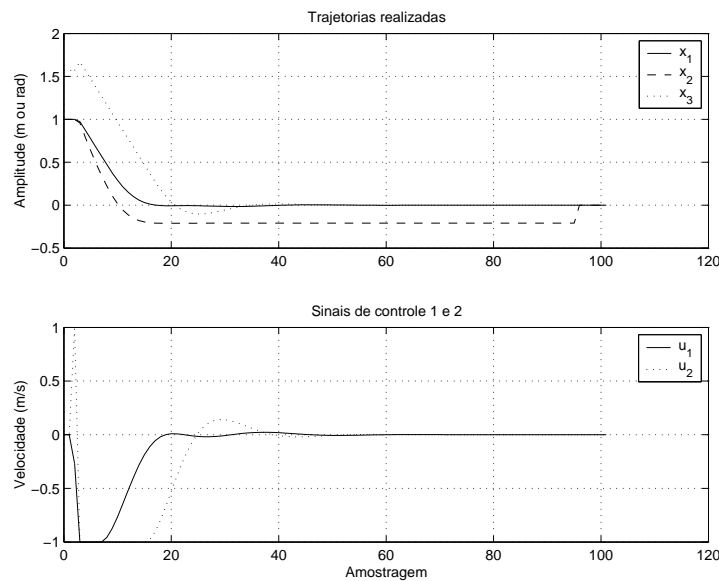 Trajetorias realizadas
Amplitude (m ou rad)
2
1.5
1
0.5
0
−0.5
0 20 40 60 80 100 120
x1
x2
x3
Sinais de controle 1 e 2
Velocidade (m/s)
1
0.5
0
−0.5
−1
0 20 40 60 80 100 120
u1
u2
Amostragem